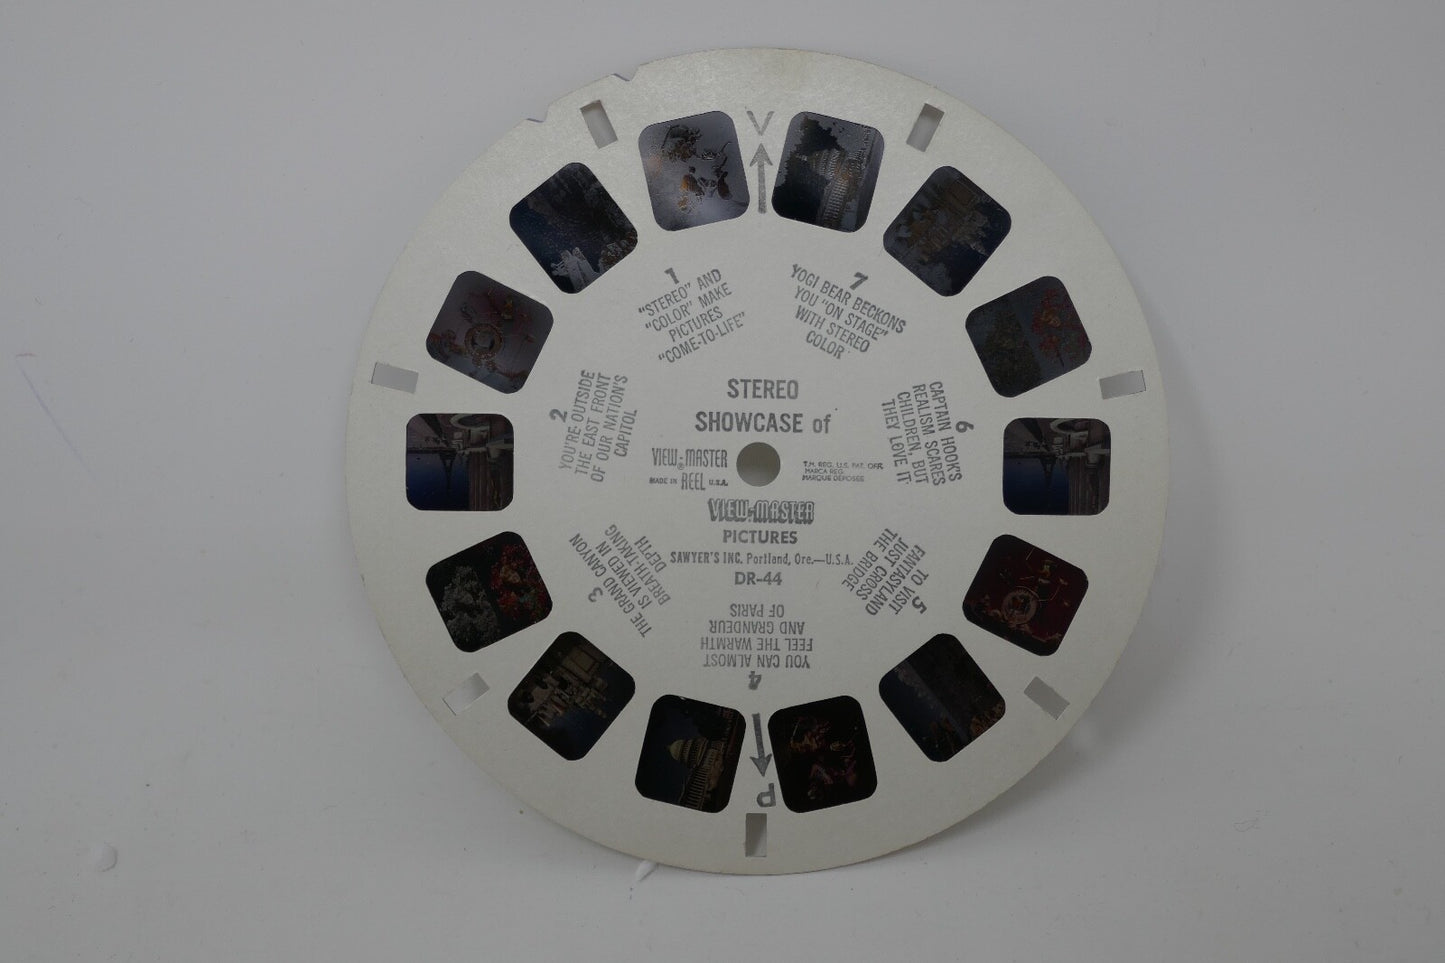 V
1
"STEREO" AND
"COLOR" MAKE
PICTURES
"COME-TO-LIFE"
7
YOGI BEAR BECKONS
YOU "ON STAGE"
WITH STEREO
COLOR
2
YOU'RE OUTSIDE
THE EAST FRONT
OF OUR NATION'S
CAPITOL
STEREO
SHOWCASE of
VIEW-MASTER
MADE IN REEL U.S.A.
T.M. REG. U.S. PAT. OFF.
MARCA REG.
MARQUE DÉPOSÉE
VIEW-MASTER
PICTURES
SAWYER'S INC. Portland, Ore.—U.S.A.
DR-44
6
CAPTAIN HOOK'S
REALISM SCARES
CHILDREN, BUT
THEY LOVE IT
3
THE GRAND CANYON
IS VIEWED IN
BREATH-TAKING
DEPTH
4
YOU CAN ALMOST
FEEL THE WARMTH
AND GRANDEUR
OF PARIS
5
TO VISIT
FANTASYLAND
JUST CROSS
THE BRIDGE
P